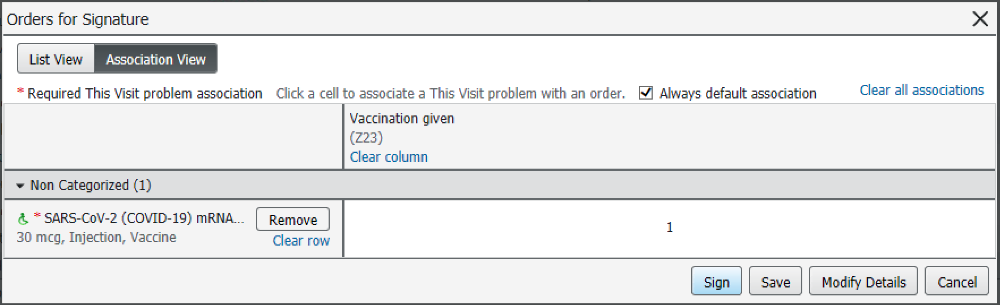 Orders for Signature
List View Association View
* Required This Visit problem association Click a cell to associate a This Visit problem with an order. Always default association Clear all associations
Vaccination given
(Z23)
Clear column
Non Categorized (1)
* SARS-CoV-2 (COVID-19) mRNA... Remove
30 mcg, Injection, Vaccine Clear row
1
Sign Save Modify Details Cancel